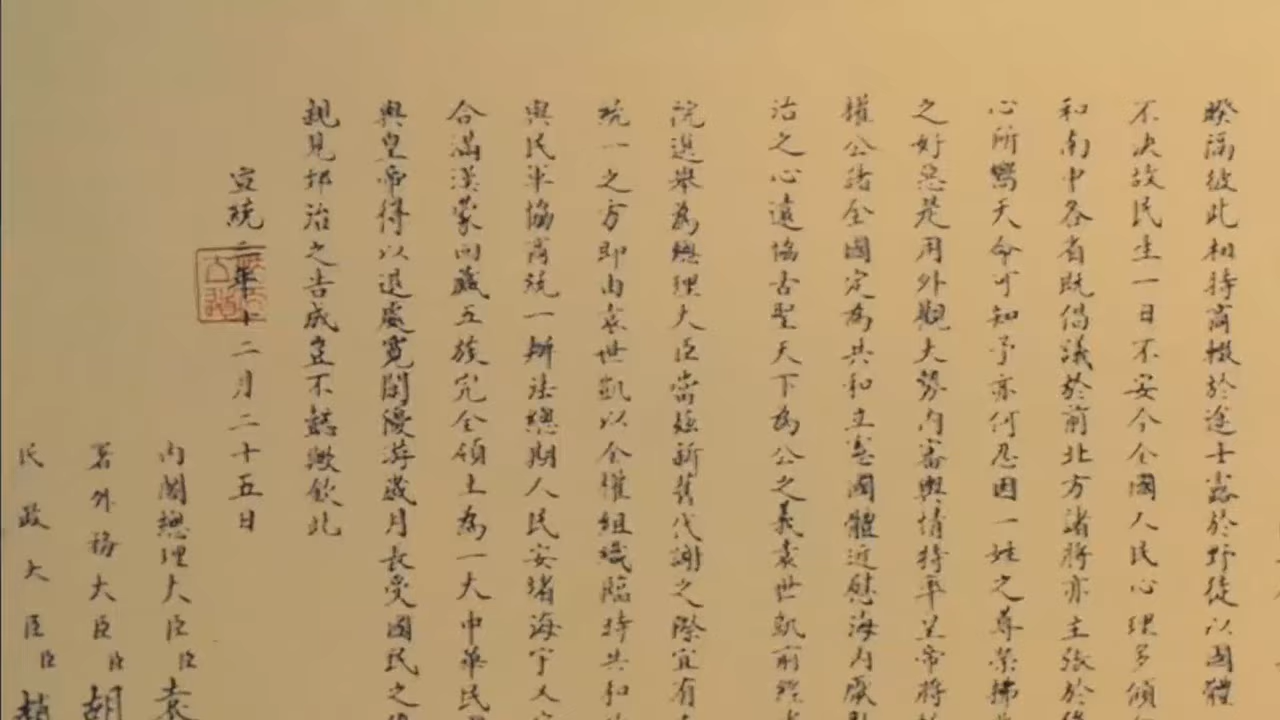 睽隔彼此相持商輟於途士露於野徒以國體
不決故民生一日不安今全國人民心理多傾
和南中各省既倡議於前北方諸將亦主張於
心所嚮天命可知予亦何忍因一姓之尊榮拂
之好惡是用外觀大勢內審輿情特率皇帝將
權公諸全國定為共和立憲國體近慰海內厭
治之心遠協古聖天下為公之義袁世凱前經
院選舉為總理大臣當茲新舊代謝之際宜有
統一之方即由袁世凱以全權組織臨時共和
與民軍協商統一辦法總期人民安堵海宇乂安
合滿漢蒙回藏五族完全領土為一大中華民
與皇帝得以退處寬閒優游歲月長受國民之
親見郅治之告成豈不懿歟欽此
宣統三年十二月二十五日
內閣總理大臣臣袁
署外務大臣臣胡
民政大臣臣趙